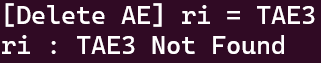 [Delete AE] ri = TAE3
ri : TAE3 Not Found